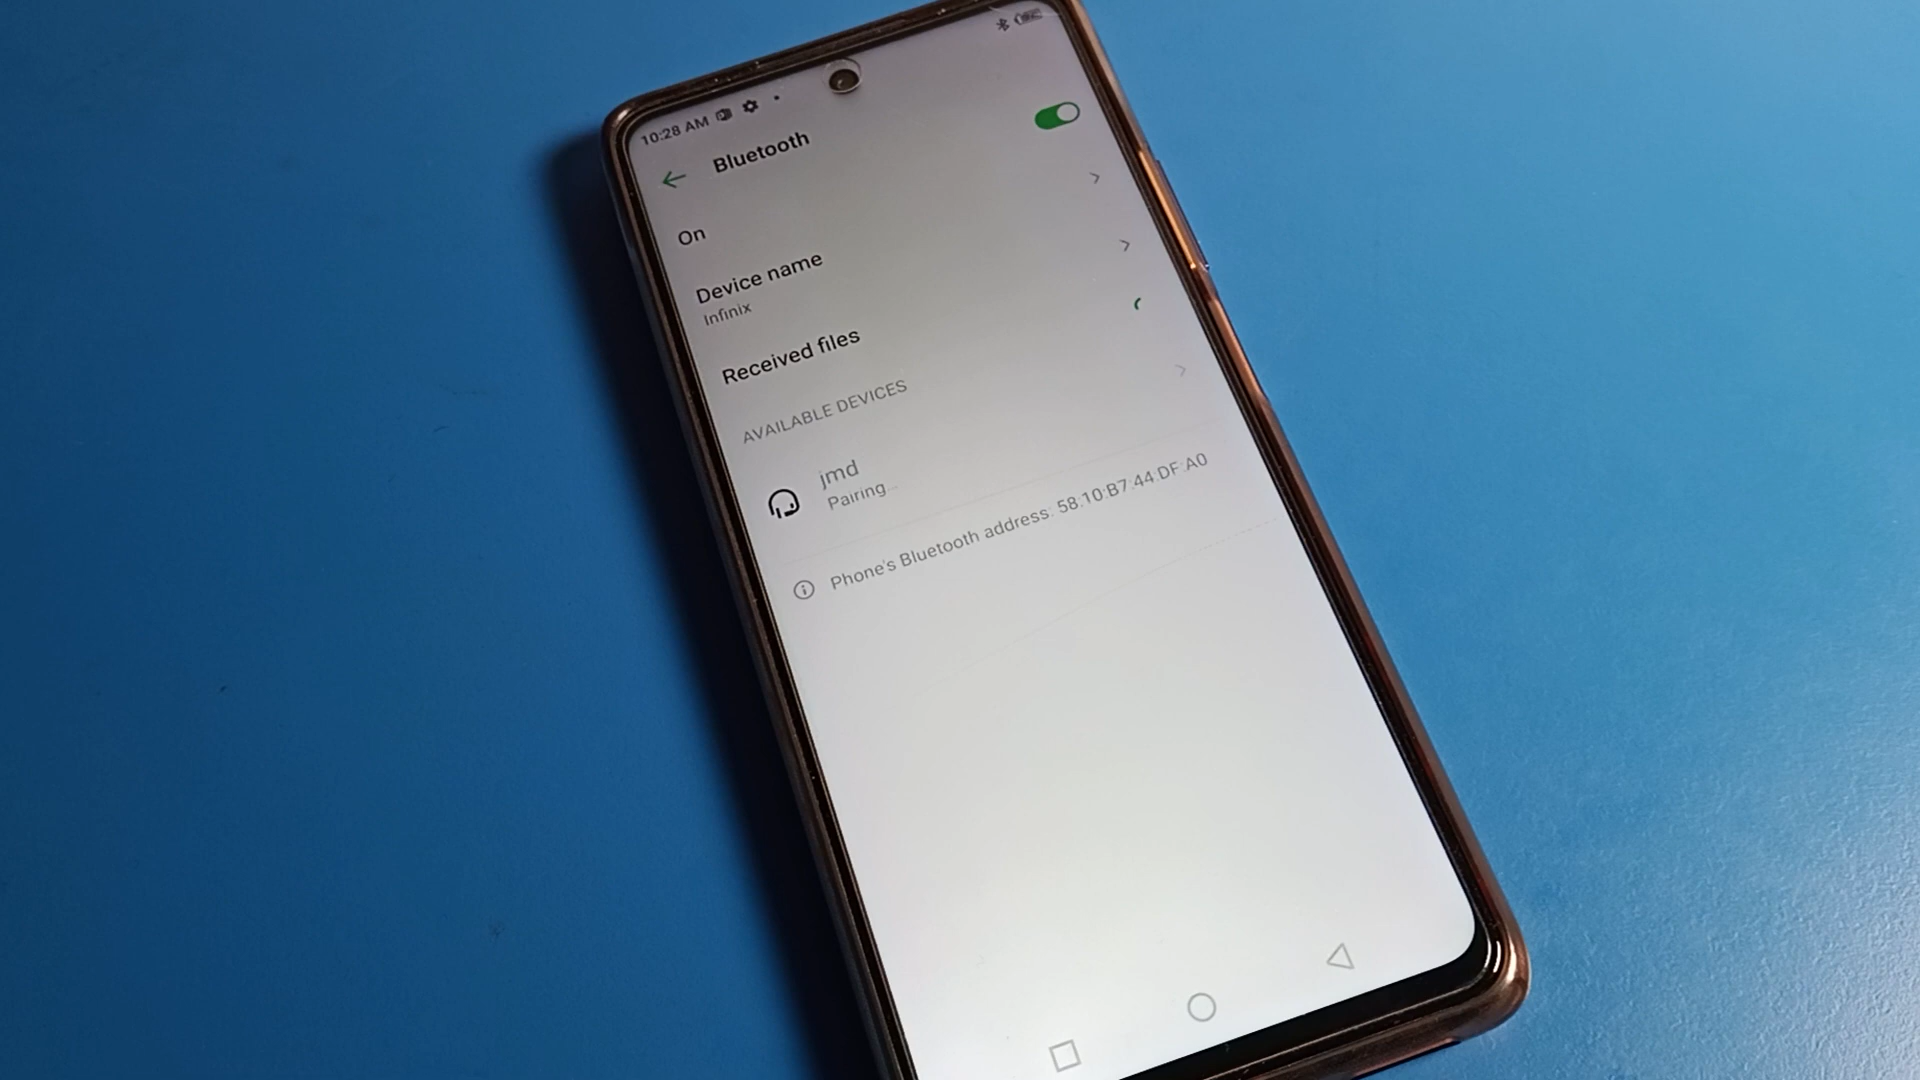 10:28 AM
Bluetooth
On
Device name
Infinix
Received files
AVAILABLE DEVICES
jmd
Pairing...
Phone's Bluetooth address: 58:10:B7:44:DF:A0